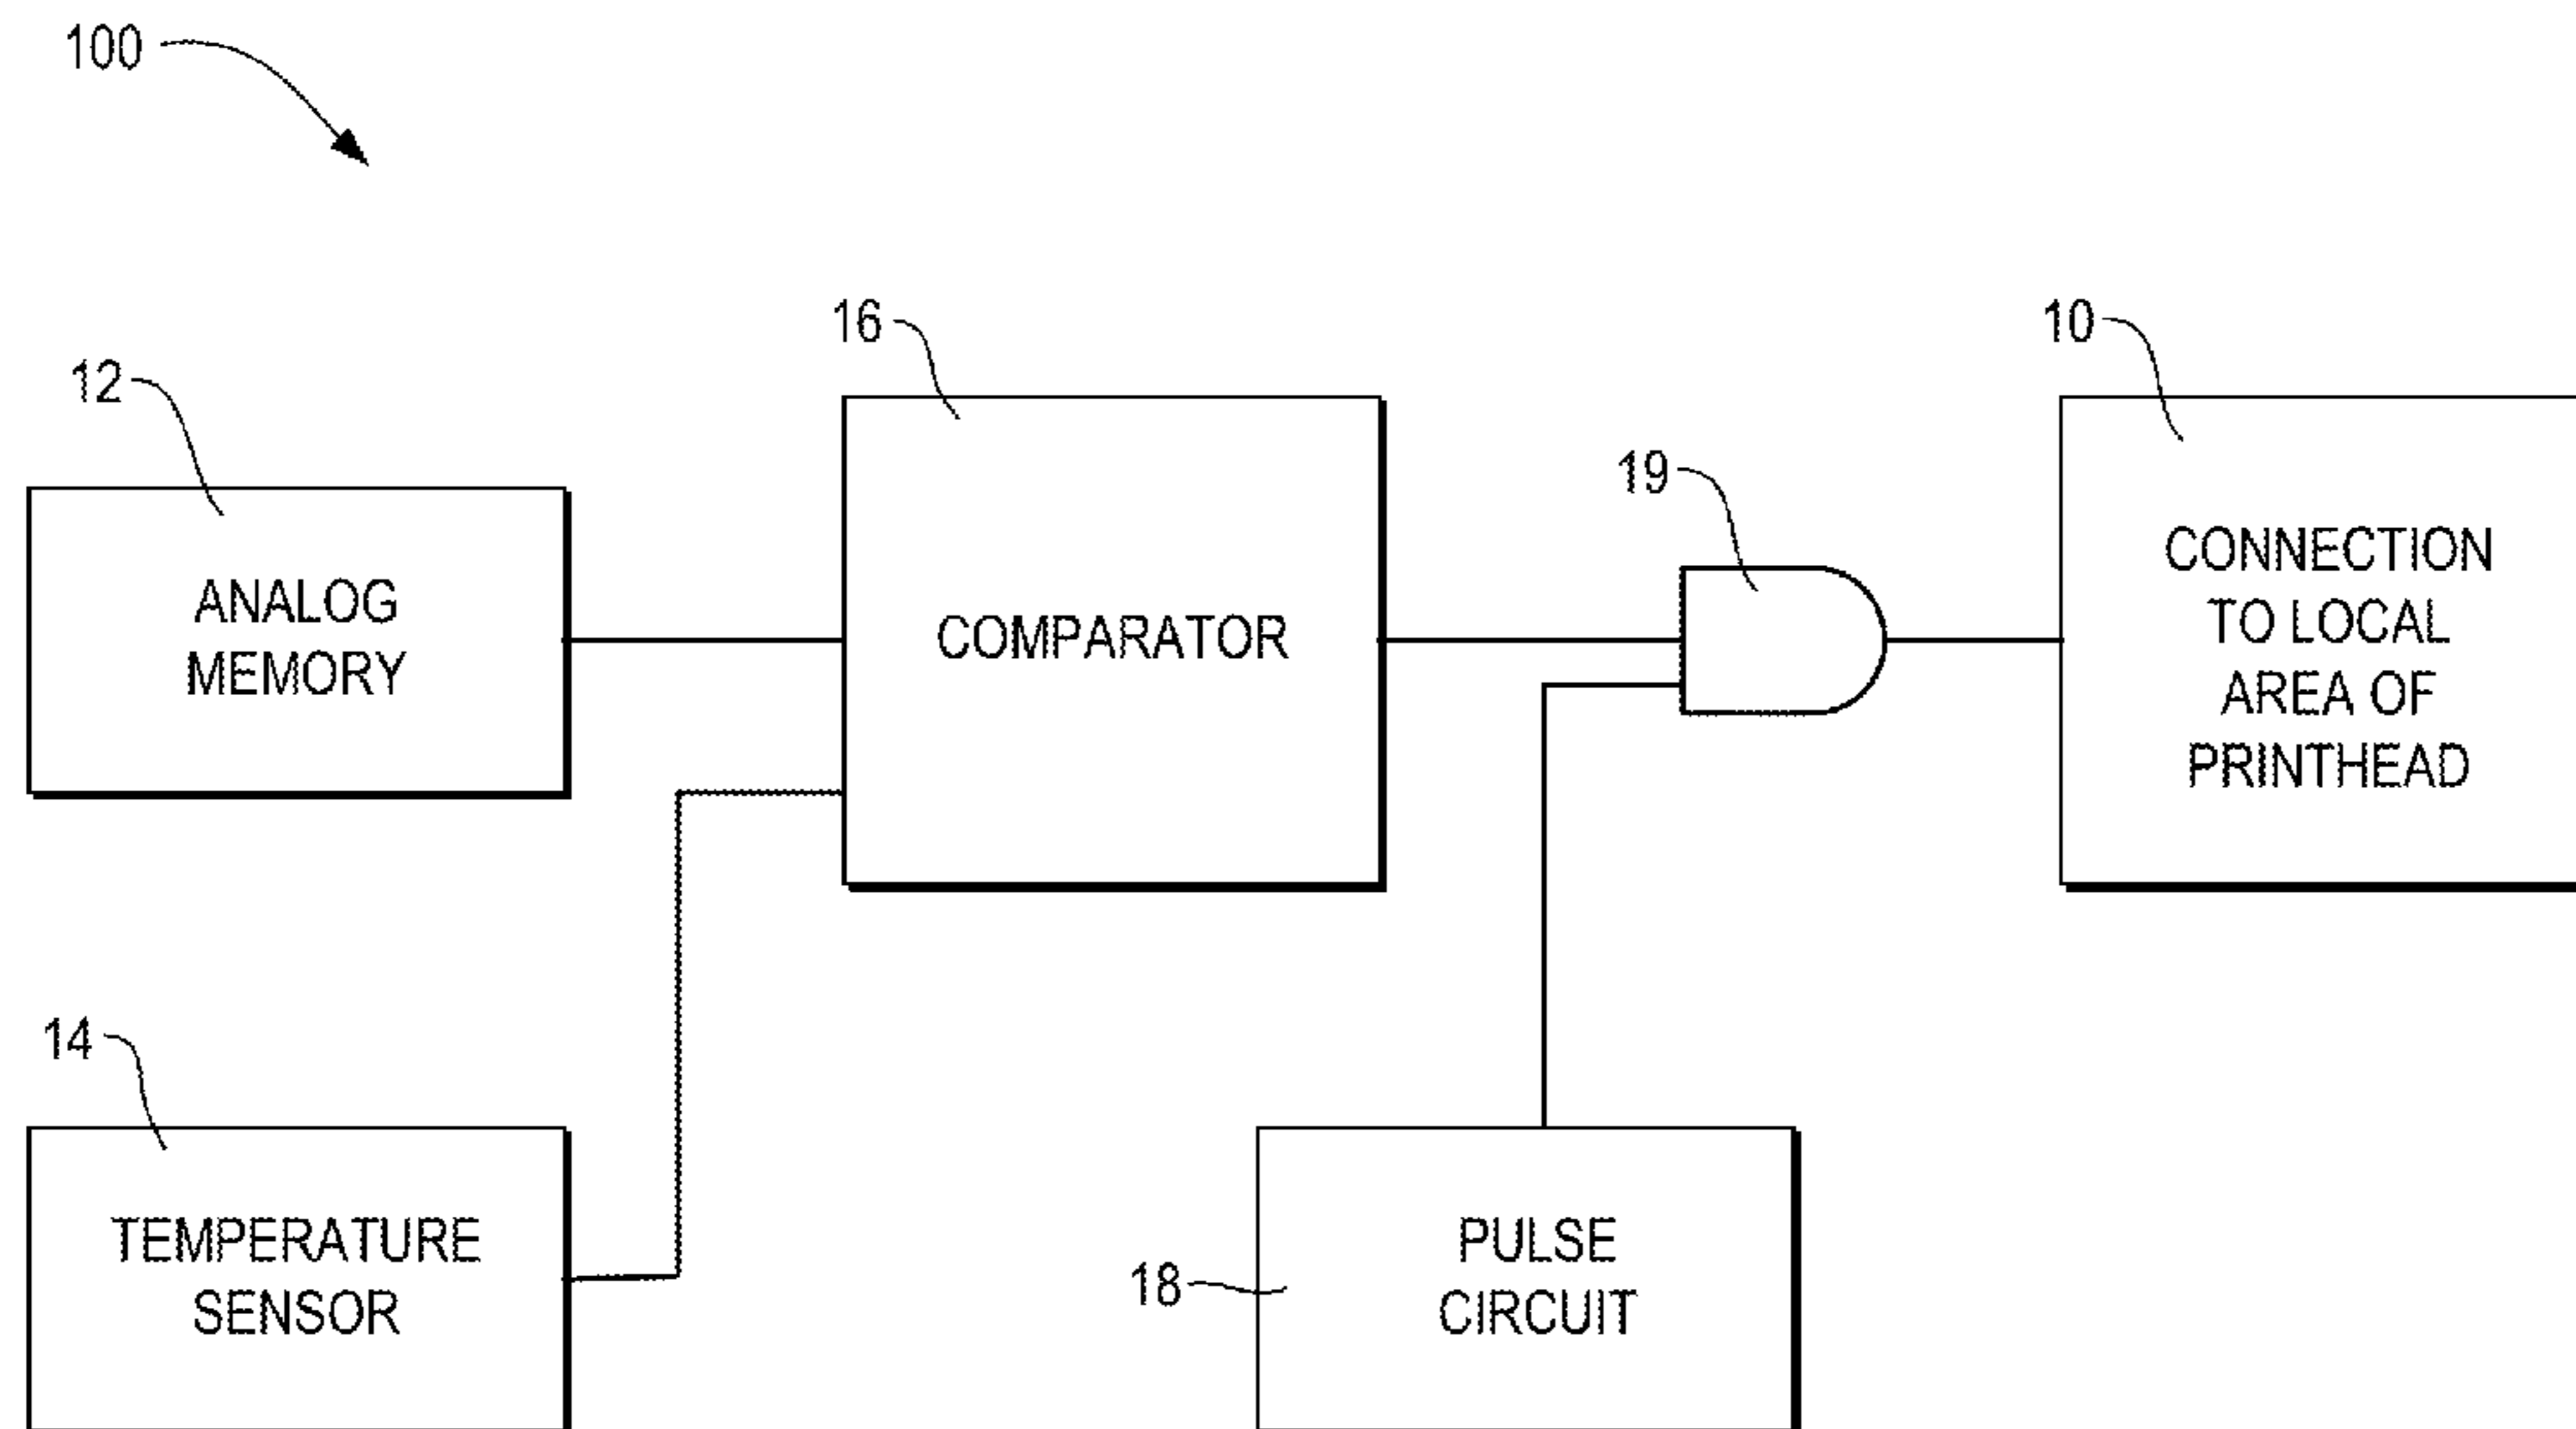 100
16
10
12
19
ANALOG
MEMORY
COMPARATOR
CONNECTION
TO LOCAL
AREA OF
PRINTHEAD
14
TEMPERATURE
SENSOR
18
PULSE
CIRCUIT